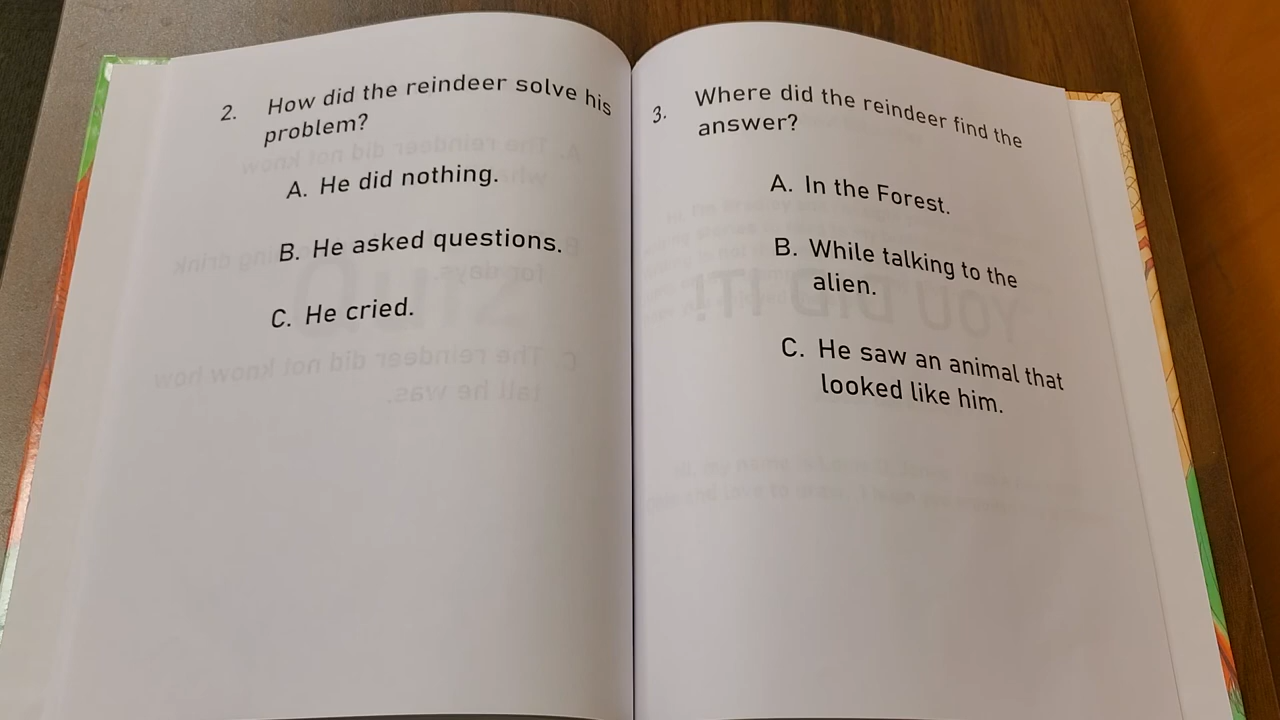 2. How did the reindeer solve his
problem?
A. He did nothing.
B. He asked questions.
C. He cried.
3. Where did the reindeer find the
answer?
A. In the Forest.
B. While talking to the
alien.
C. He saw an animal that
looked like him.